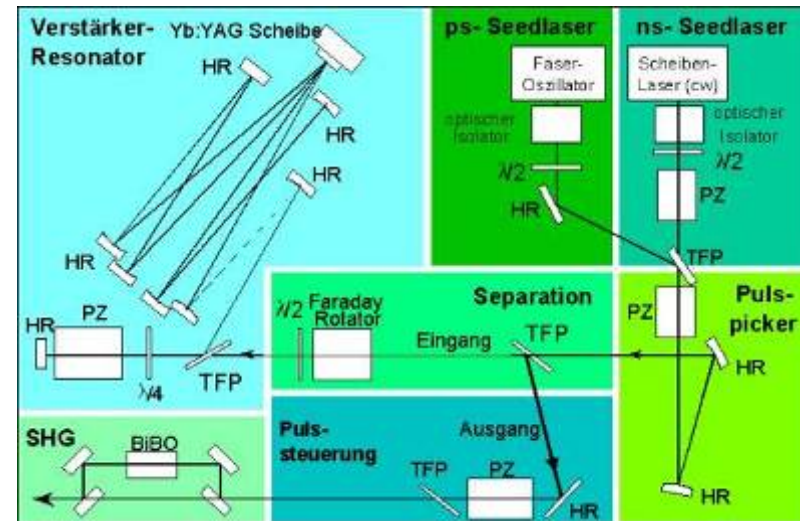 Verstärker-
Resonator
Yb:YAG Scheibe
HR
HR
HR
HR
HR
PZ
λ/4
TFP
ps- Seedlaser
Faser-
Oszillator
optischer
Isolator
λ/2
HR
ns- Seedlaser
Scheiben-
Laser (cw)
optischer
Isolator
λ/2
PZ
TFP
Separation
λ/2
Faraday
Rotator
Eingang
TFP
Puls-
picker
PZ
HR
HR
SHG
BiBO
Puls-
steuerung
Ausgang
TFP
PZ
HR